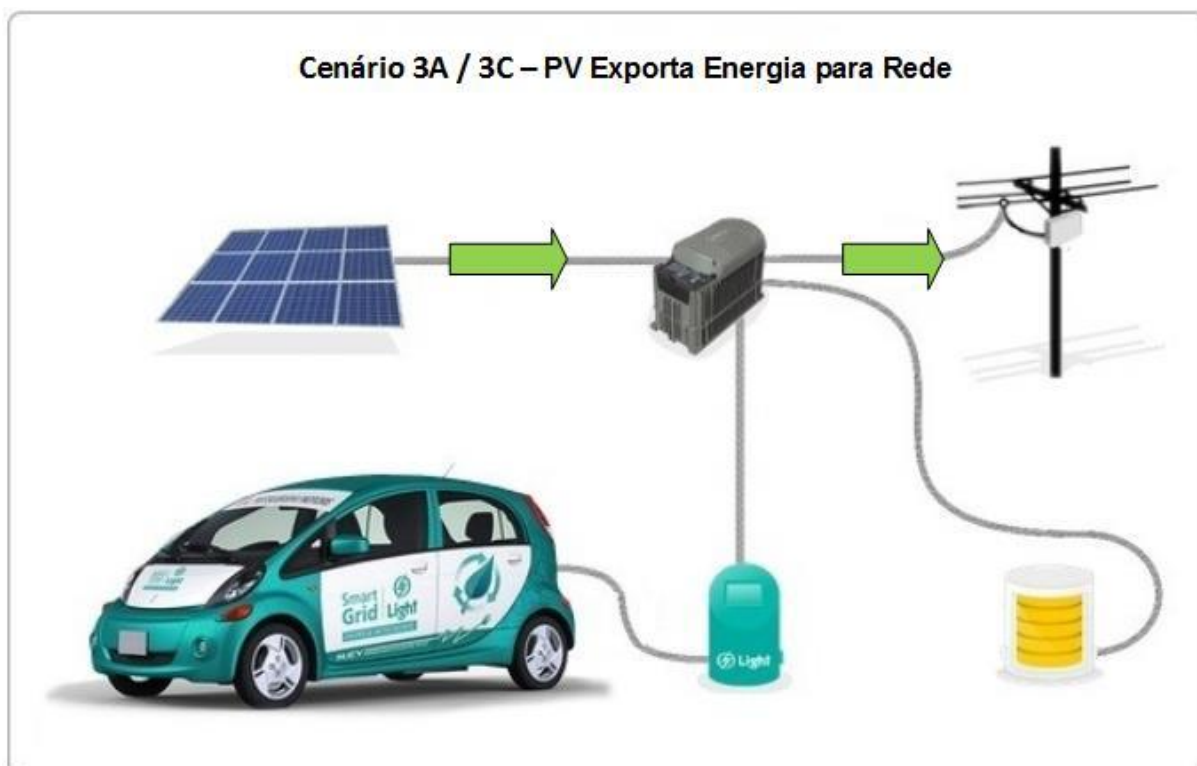 Cenário 3A / 3C – PV Exporta Energia para Rede
Smart
Grid
Light
Light